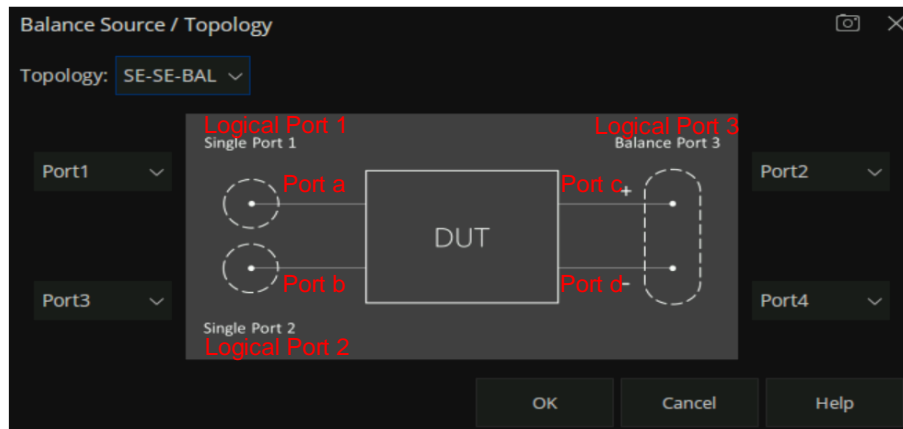 Balance Source / Topology
Topology: SE-SE-BAL
Logical Port 1
Logical Port 3
Single Port 1
Balance Port 3
Port1
Port2
Port a
Port c
+
DUT
Port b
Port d
-
Port3
Port4
Single Port 2
Logical Port 2
OK
Cancel
Help